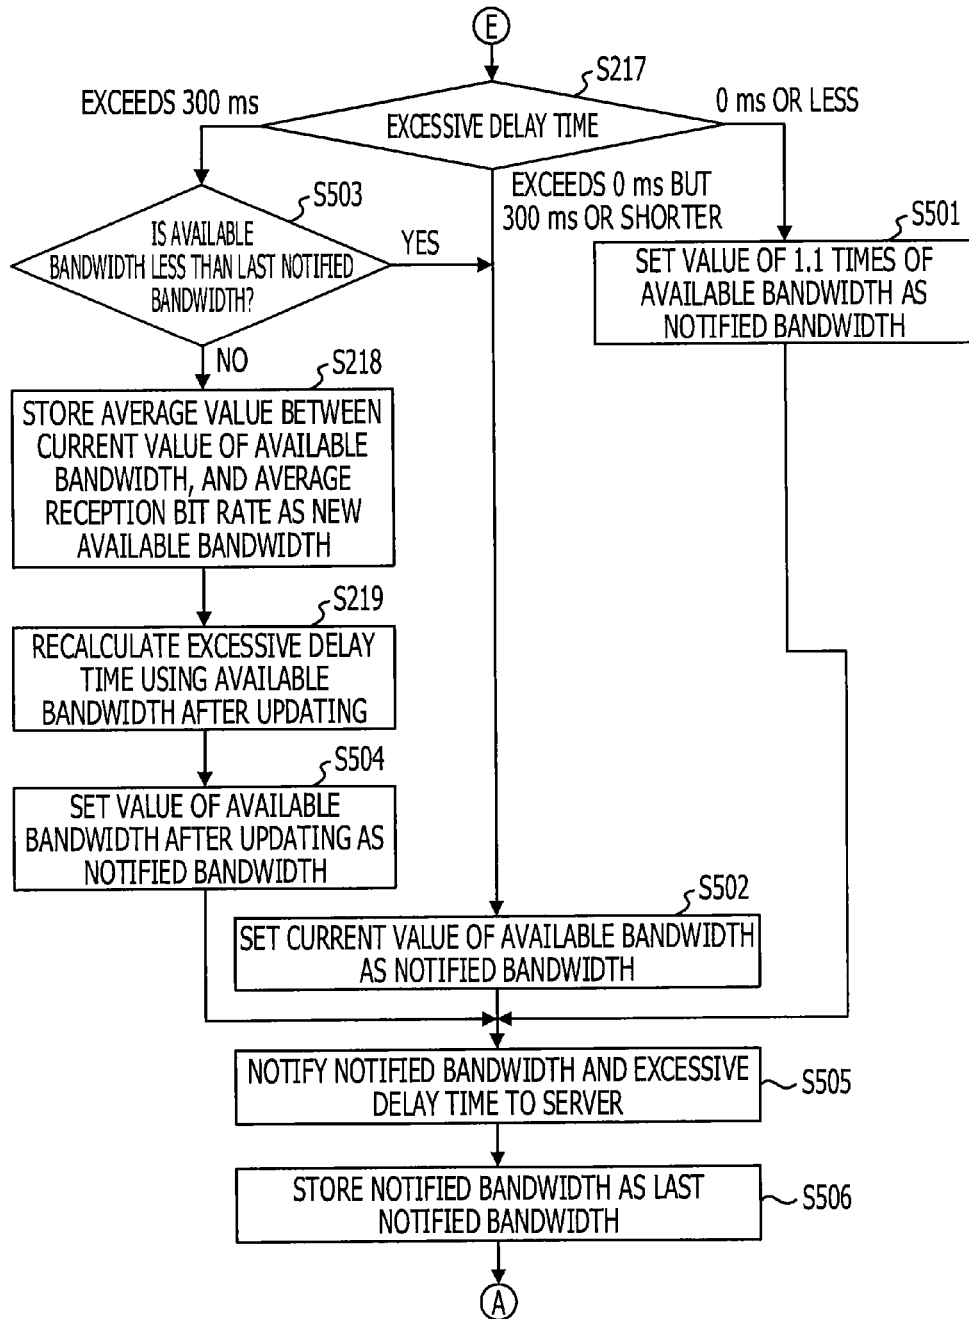 E
S217
EXCEEDS 300 ms
EXCESSIVE DELAY TIME
0 ms OR LESS
EXCEEDS 0 ms BUT
300 ms OR SHORTER
S503
IS AVAILABLE
BANDWIDTH LESS THAN LAST NOTIFIED
BANDWIDTH?
YES
NO
S501
SET VALUE OF 1.1 TIMES OF
AVAILABLE BANDWIDTH AS
NOTIFIED BANDWIDTH
S218
STORE AVERAGE VALUE BETWEEN
CURRENT VALUE OF AVAILABLE
BANDWIDTH, AND AVERAGE
RECEPTION BIT RATE AS NEW
AVAILABLE BANDWIDTH
S219
RECALCULATE EXCESSIVE DELAY
TIME USING AVAILABLE
BANDWIDTH AFTER UPDATING
S504
SET VALUE OF AVAILABLE
BANDWIDTH AFTER UPDATING AS
NOTIFIED BANDWIDTH
S502
SET CURRENT VALUE OF AVAILABLE BANDWIDTH
AS NOTIFIED BANDWIDTH
NOTIFY NOTIFIED BANDWIDTH AND EXCESSIVE
DELAY TIME TO SERVER
S505
STORE NOTIFIED BANDWIDTH AS LAST
NOTIFIED BANDWIDTH
S506
A